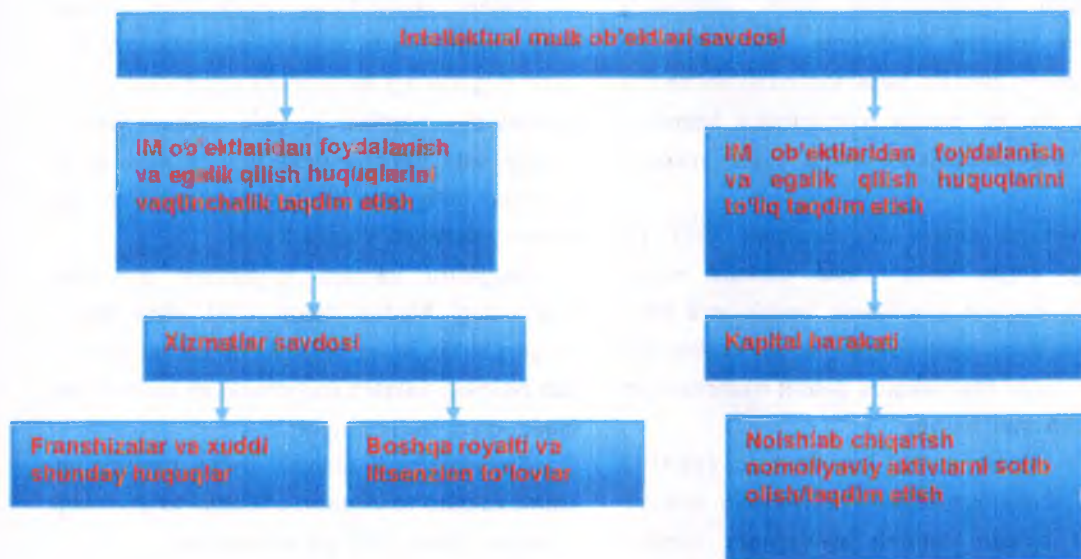 Intellektual mulk ob'ektlari savdosi
IM ob'ektlaridan foydalanish
va egalik qilish huquqlarini
vaqtinchalik taqdim etish
IM ob'ektlaridan foydalanish
va egalik qilish huquqlarini
to'liq taqdim etish
Xizmatlar savdosi
Kapital harakati
Franshizalar va xuddi
shunday huquqlar
Boshqa royalti va
litsenzion to'lovlar
Noishlab chiqarish
nomoliyaviy aktivlarni sotib
olish/taqdim etish